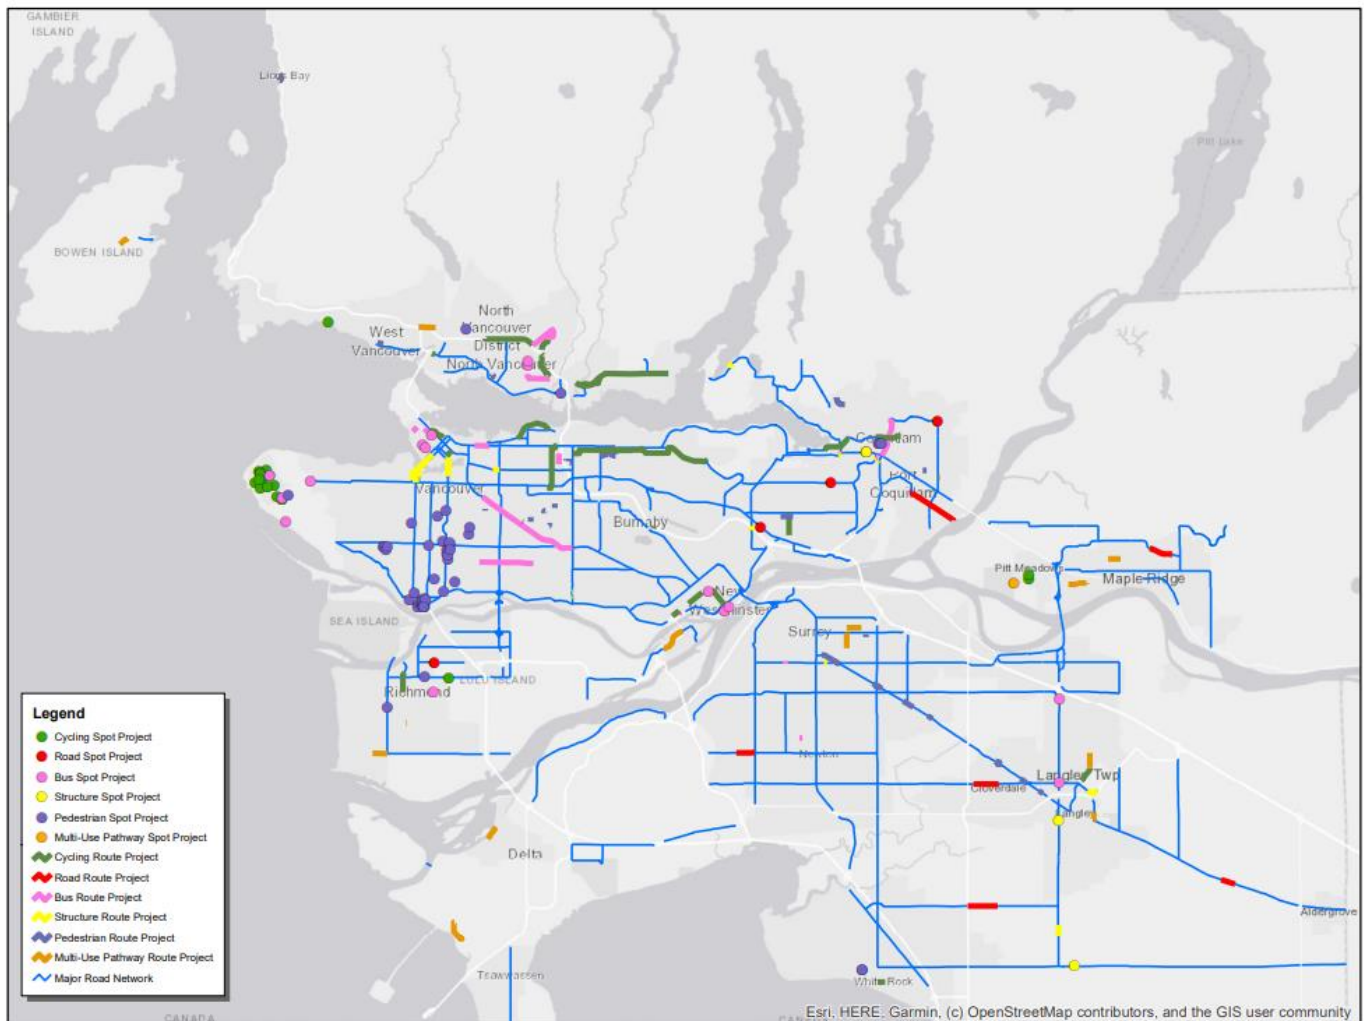 GAMBIER
ISLAND
Lions Bay
Pitt Lake
BOWEN ISLAND
North
Vancouver
District
West
Vancouver
North Vancouver
Coquitlam
Port
Coquitlam
Vancouver
Burnaby
Pitt Meadows
Maple Ridge
New
Westminster
SEA ISLAND
Surrey
LULU ISLAND
Richmond
Newton
Langley Twp
Cloverdale
Langley
Delta
Aldergrove
Tsawwassen
White Rock
CANADA
CANADA
Legend
Cycling Spot Project
Road Spot Project
Bus Spot Project
Structure Spot Project
Pedestrian Spot Project
Multi-Use Pathway Spot Project
Cycling Route Project
Road Route Project
Bus Route Project
Structure Route Project
Pedestrian Route Project
Multi-Use Pathway Route Project
Major Road Network
Esri, HERE, Garmin, (c) OpenStreetMap contributors, and the GIS user community